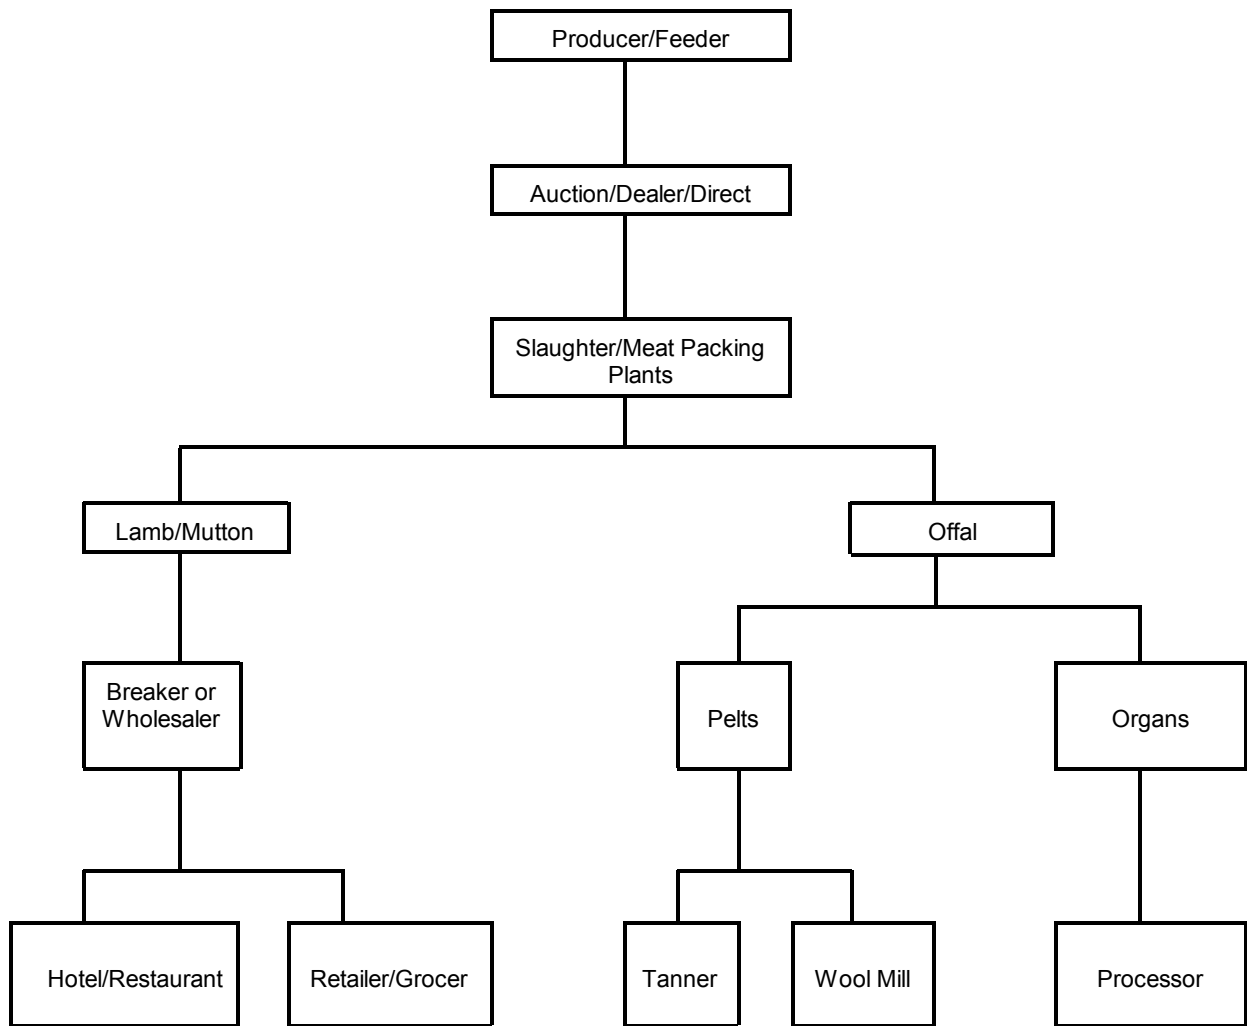 Producer/Feeder
Auction/Dealer/Direct
Slaughter/Meat Packing
Plants
Lamb/Mutton
Offal
Breaker or
Wholesaler
Pelts
Organs
Hotel/Restaurant
Retailer/Grocer
Tanner
Wool Mill
Processor